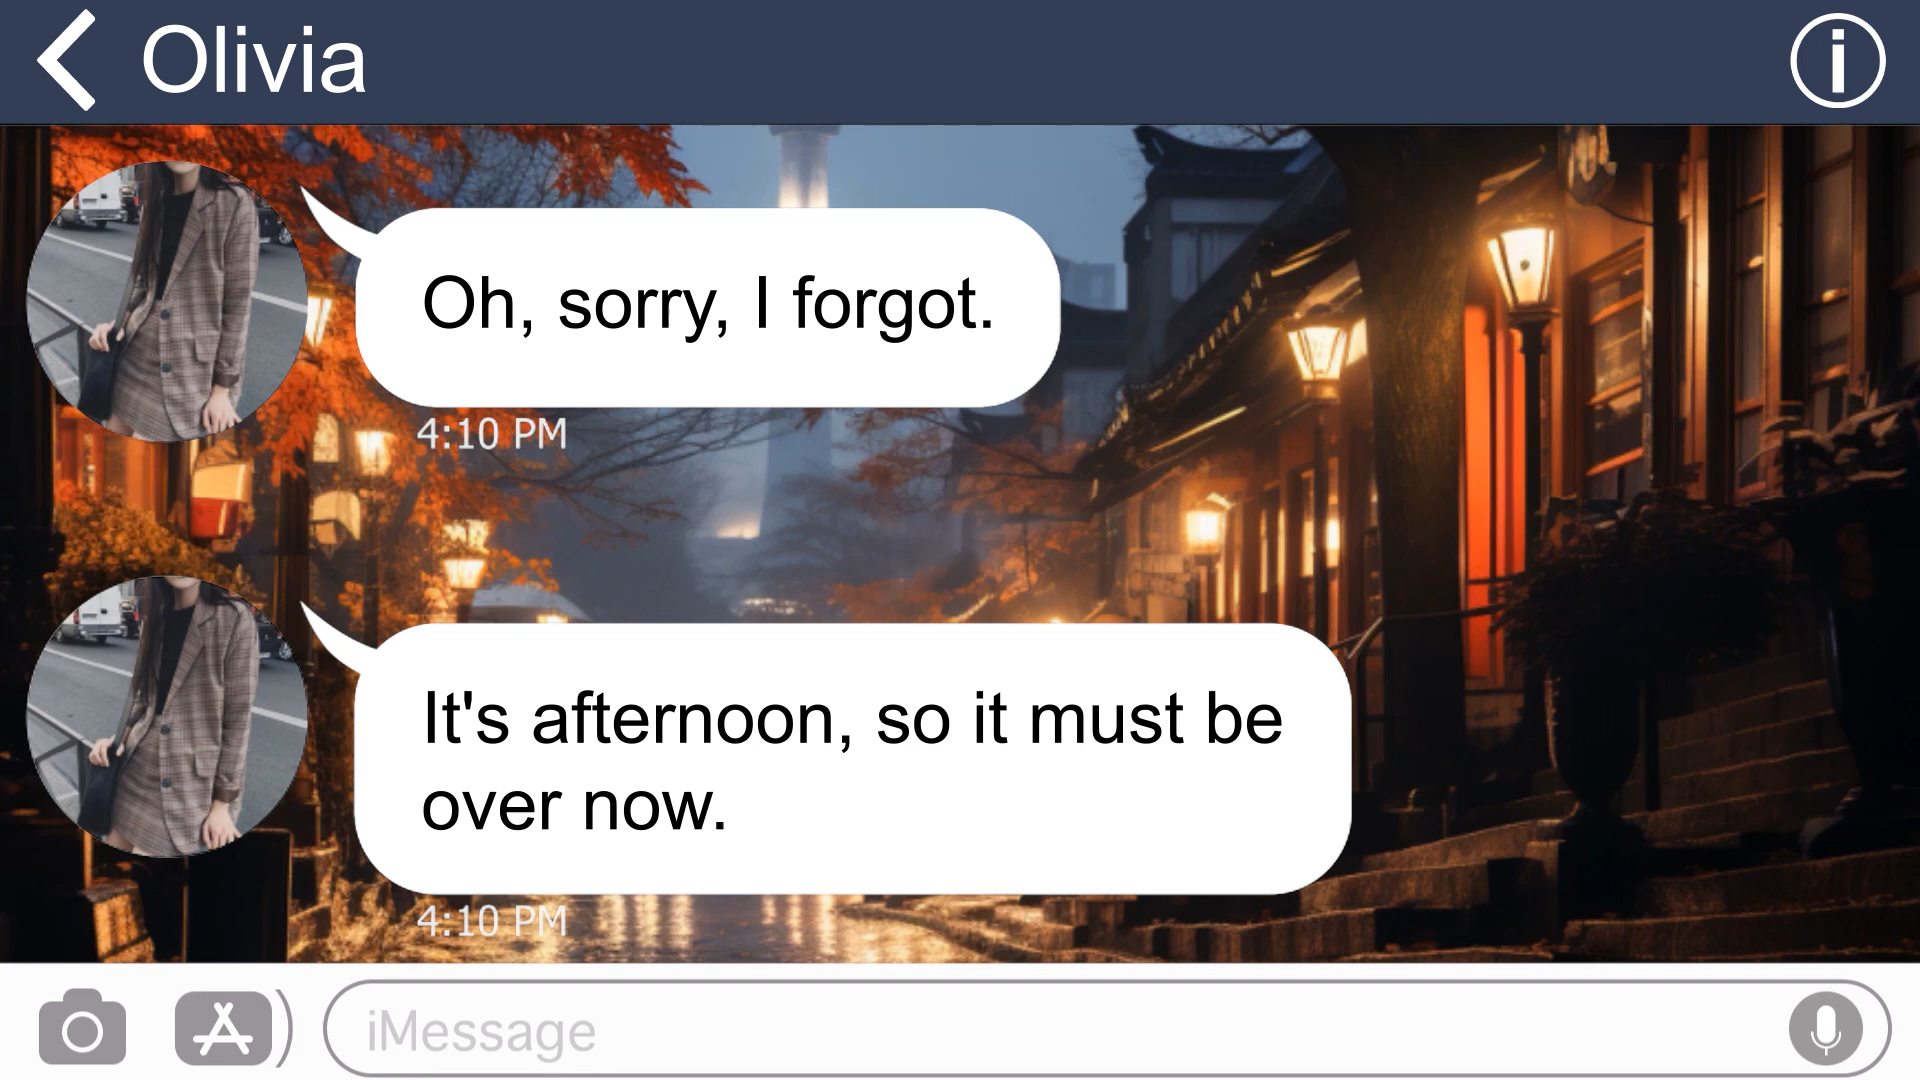 Olivia
Oh, sorry, I forgot.
4:10 PM
It's afternoon, so it must be
over now.
4:10 PM
iMessage